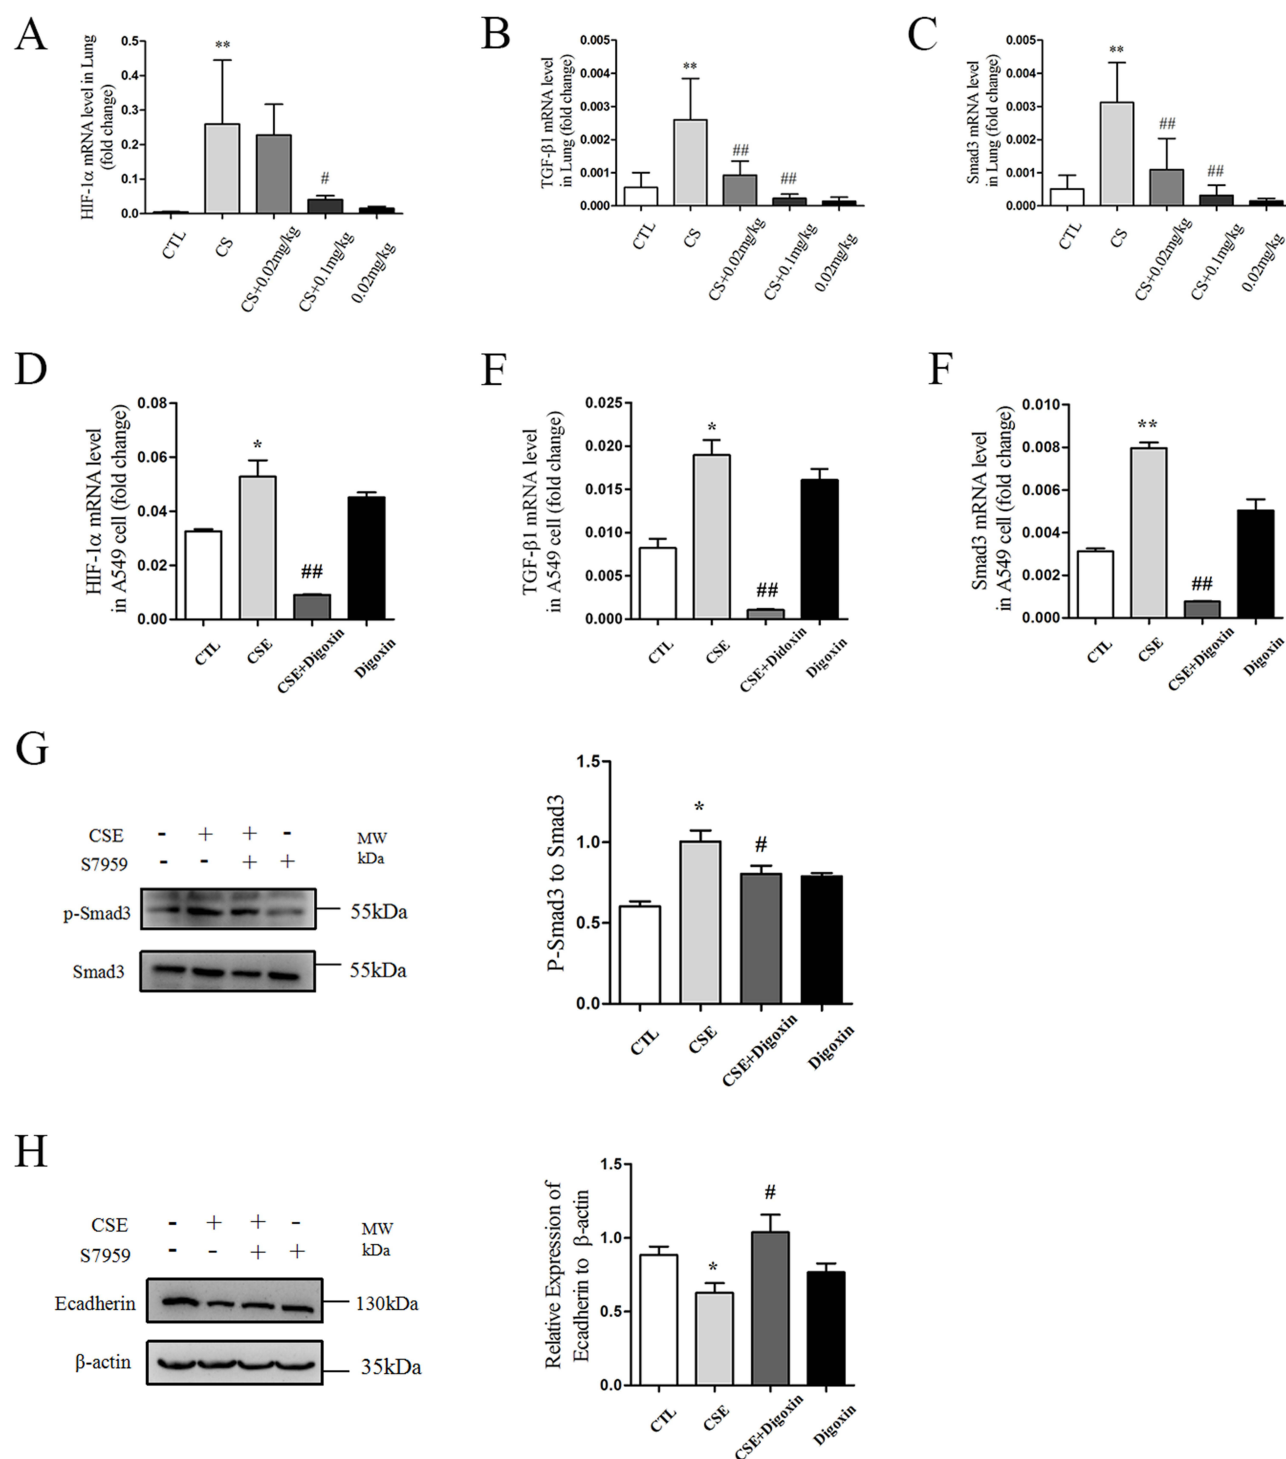 A
HIF-1α mRNA level in Lung
(fold change)
0.5
0.4
0.3
0.2
0.1
0.0
**
#
CTL
CS
CS+0.02mg/kg
CS+0.1mg/kg
0.02mg/kg
B
TGF-β1 mRNA level
in Lung (fold change)
0.005
0.004
0.003
0.002
0.001
0.000
**
##
##
CTL
CS
CS+0.02mg/kg
CS+0.1mg/kg
0.02mg/kg
C
Smad3 mRNA level
in Lung (fold change)
0.005
0.004
0.003
0.002
0.001
0.000
**
##
##
CTL
CS
CS+0.02mg/kg
CS+0.1mg/kg
0.02mg/kg
D
HIF-1α mRNA level
in A549 cell (fold change)
0.08
0.06
0.04
0.02
0.00
*
##
CTL
CSE
CSE+Digoxin
Digoxin
E
TGF-β1 mRNA level
in A549 cell (fold change)
0.025
0.020
0.015
0.010
0.005
0.000
*
##
CTL
CSE
CSE+Didoxin
Digoxin
F
Smad3 mRNA level
in A549 cell (fold change)
0.010
0.008
0.006
0.004
0.002
0.000
**
##
CTL
CSE
CSE+Digoxin
Digoxin
G
CSE - + + - MW
S7959 - - + + kDa
p-Smad3 55kDa
Smad3 55kDa
P-Smad3 to Smad3
1.5
1.0
0.5
0.0
*
#
CTL
CSE
CSE+Digoxin
Digoxin
H
CSE - + + - MW
S7959 - - + + kDa
Ecadherin 130kDa
β-actin 35kDa
Relative Expression of
Ecadherin to β-actin
1.5
1.0
0.5
0.0
*
#
CTL
CSE
CSE+Digoxin
Digoxin